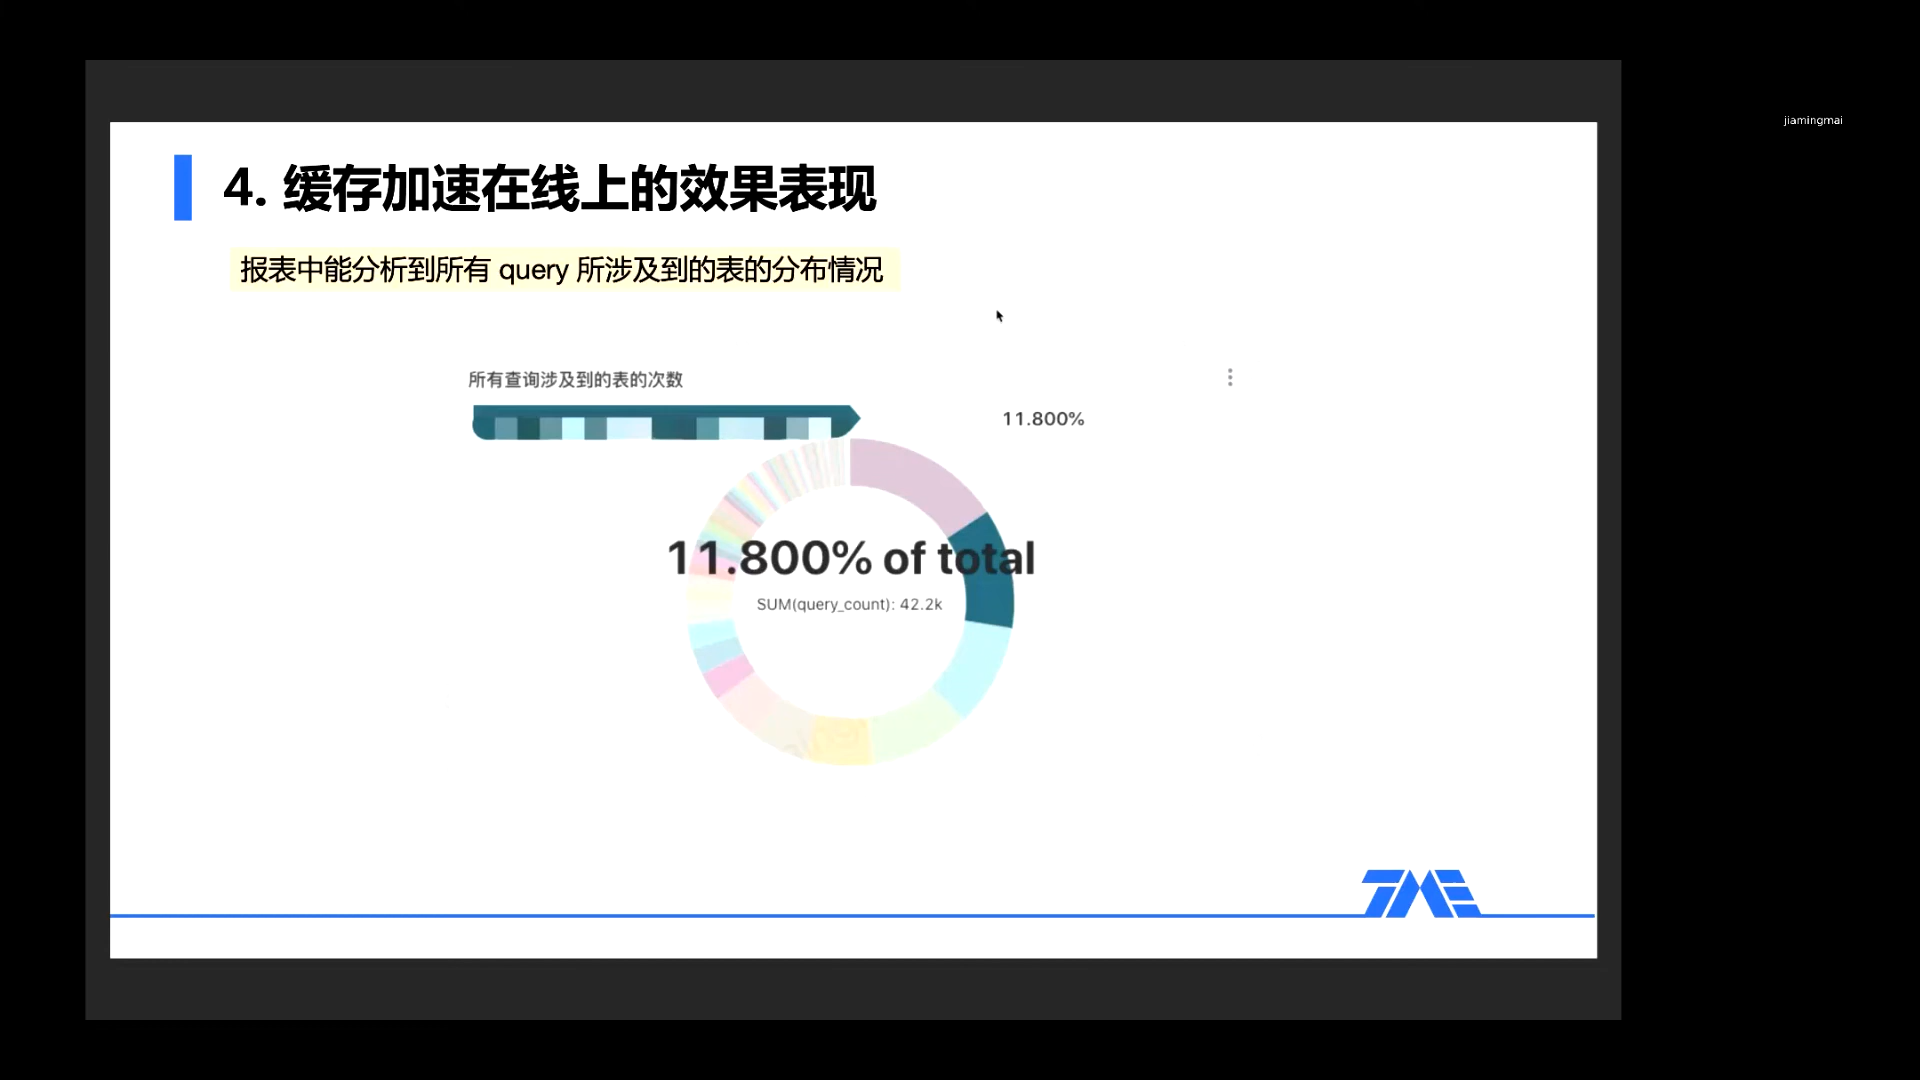 jiamingmai
4. 缓存加速在线上的效果表现
报表中能分析到所有 query 所涉及到的表的分布情况
所有查询涉及到的表的次数
11.800%
11.800% of total
SUM(query_count): 42.2k
TME